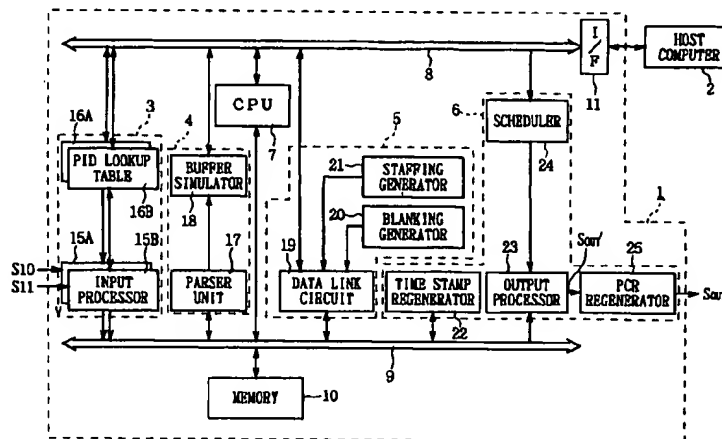 I/F
HOST
COMPUTER
11
2
8
CPU
7
16A
3
4
PID LOOKUP
TABLE
16B
BUFFER
SIMULATOR
18
5
21
STAFFING
GENERATOR
20
BLANKING
GENERATOR
6
SCHEDULER
24
1
15A
15B
S10
S11
INPUT
PROCESSOR
17
PARSER
UNIT
19
DATA LINK
CIRCUIT
TIME STAMP
REGENERATOR
22
23
OUTPUT
PROCESSOR
Sout'
25
PCR
REGENERATOR
Sout
9
MEMORY
10